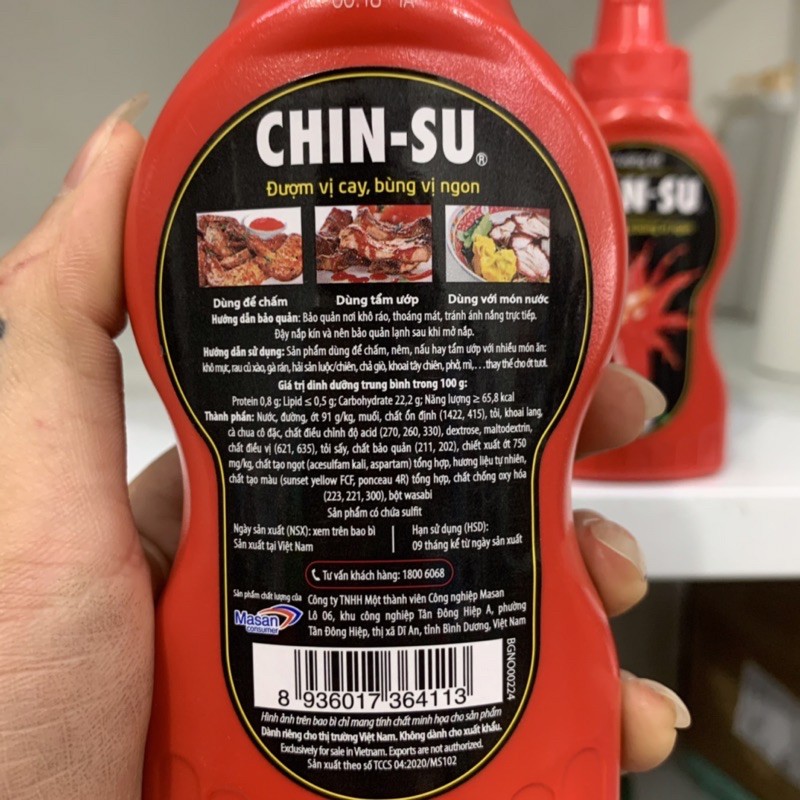 CHIN-SU®
Đượm vị cay, bùng vị ngon
Dùng để chấm
Dùng tẩm ướp
Dùng với món nước
Hướng dẫn bảo quản: Bảo quản nơi khô ráo, thoáng mát, tránh ánh nắng trực tiếp.
Đậy nắp kín và nên bảo quản lạnh sau khi mở nắp.
Hướng dẫn sử dụng: Sản phẩm dùng để chấm, nêm, nấu hay tẩm ướp với nhiều món ăn:
khô mực, rau củ xào, gà rán, hải sản luộc/chiên, chả giò, khoai tây chiên, phở, mì,... thay thế cho ớt tươi.
Giá trị dinh dưỡng trung bình trong 100 g:
Protein 0,8 g; Lipid ≤ 0,5 g; Carbohydrate 22,2 g; Năng lượng ≥ 65,8 kcal
Thành phần: Nước, đường, ớt 91 g/kg, muối, chất ổn định (1422, 415), tỏi, khoai lang,
cà chua cô đặc, chất điều chỉnh độ acid (270, 260, 330), dextrose, maltodextrin,
chất điều vị (621, 635), tỏi sấy, chất bảo quản (211, 202), chiết xuất ớt 750
mg/kg, chất tạo ngọt (acesulfam kali, aspartam) tổng hợp, hương liệu tự nhiên,
chất tạo màu (sunset yellow FCF, ponceau 4R) tổng hợp, chất chống oxy hóa
(223, 221, 300), bột wasabi
Sản phẩm có chứa sulfit
Ngày sản xuất (NSX): xem trên bao bì
Sản xuất tại Việt Nam
Hạn sử dụng (HSD):
09 tháng kể từ ngày sản xuất
Tư vấn khách hàng: 1800 6068
Sản phẩm chất lượng của
Masan
consumer
Công ty TNHH Một thành viên Công nghiệp Masan
Lô 06, khu công nghiệp Tân Đông Hiệp A, phường
Tân Đông Hiệp, thị xã Dĩ An, tỉnh Bình Dương, Việt Nam
BGNO00224
8 936017 364113
Hình ảnh trên bao bì chỉ mang tính chất minh họa cho sản phẩm
Dành riêng cho thị trường Việt Nam. Không dành cho xuất khẩu.
Exclusively for sale in Vietnam. Exports are not authorized.
Sản xuất theo số TCCS 04:2020/MS102
N-SU